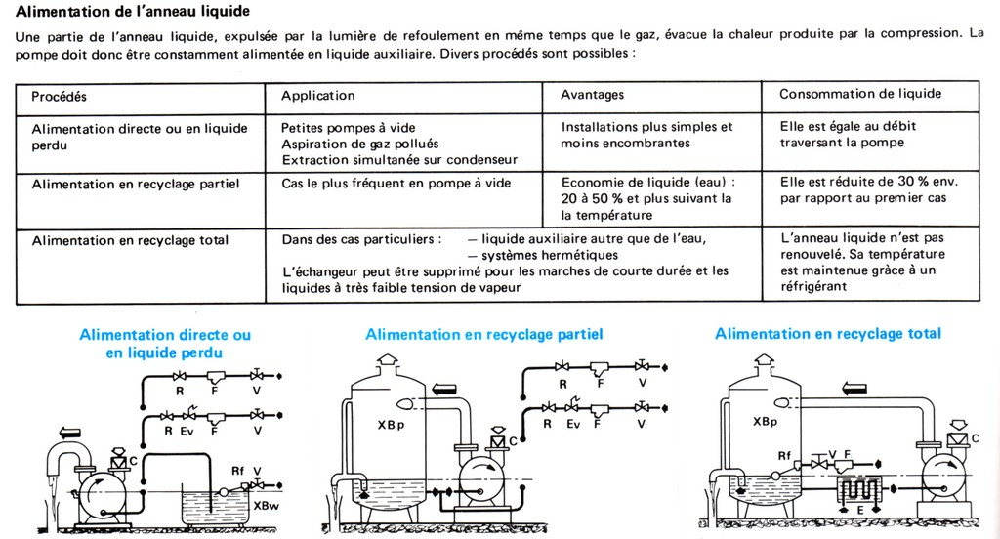 Alimentation de l'anneau liquide
Une partie de l'anneau liquide, expulsée par la lumière de refoulement en même temps que le gaz, évacue la chaleur produite par la compression. La
pompe doit donc être constamment alimentée en liquide auxiliaire. Divers procédés sont possibles :
Procédés
Application
Avantages
Consommation de liquide
Alimentation directe ou en liquide
perdu
Petites pompes à vide
Aspiration de gaz pollués
Extraction simultanée sur condenseur
Installations plus simples et
moins encombrantes
Elle est égale au débit
traversant la pompe
Alimentation en recyclage partiel
Cas le plus fréquent en pompe à vide
Economie de liquide (eau) :
20 à 50 % et plus suivant la
la température
Elle est réduite de 30 % env.
par rapport au premier cas
Alimentation en recyclage total
Dans des cas particuliers : — liquide auxiliaire autre que de l'eau,
— systèmes hermétiques
L'échangeur peut être supprimé pour les marches de courte durée et les
liquides à très faible tension de vapeur
L'anneau liquide n'est pas
renouvelé. Sa température
est maintenue grâce à un
réfrigérant
Alimentation directe ou
en liquide perdu
R F V
R Ev F V
C
Rf V
XBw
Alimentation en recyclage partiel
R F V
XBp
R Ev F V
C
Alimentation en recyclage total
XBp
C
Rf V F
E